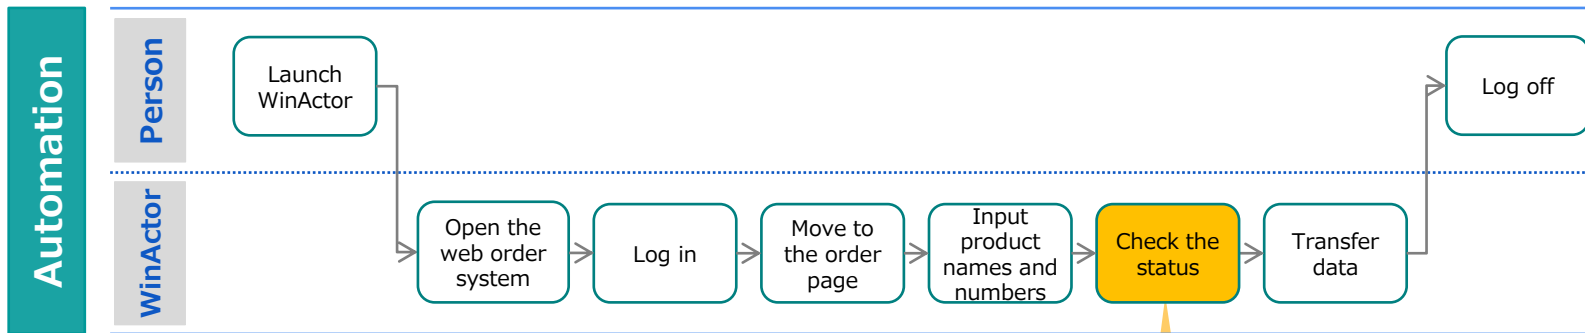 Automation
Person
Launch
WinActor
Log off
WinActor
Open the
web order
system
Log in
Move to
the order
page
Input
product
names and
numbers
Check the
status
Transfer
data